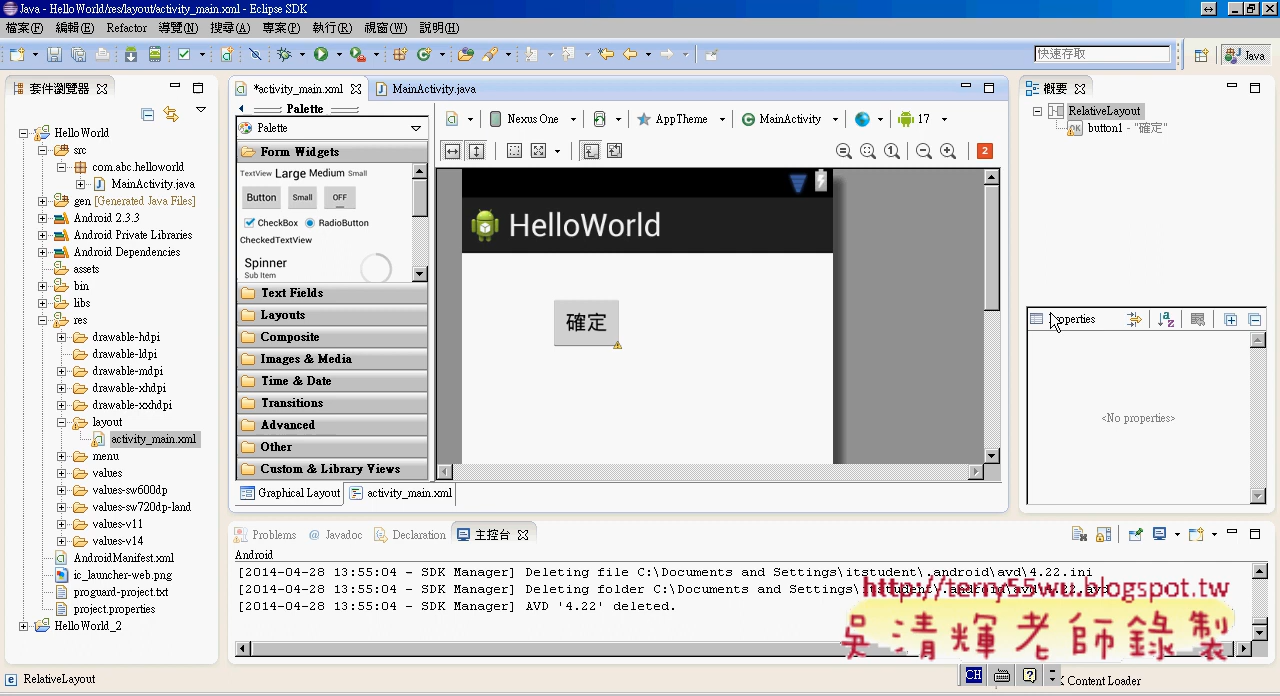 Java - HelloWorld/res/layout/activity_main.xml - Eclipse SDK
檔案(F) 編輯(E) Refactor 導覽(N) 搜尋(A) 專案(P) 執行(R) 視窗(W) 說明(H)
快速存取
Java
套件瀏覽器
HelloWorld
src
com.abc.helloworld
MainActivity.java
gen [Generated Java Files]
Android 2.3.3
Android Private Libraries
Android Dependencies
assets
bin
libs
res
drawable-hdpi
drawable-ldpi
drawable-mdpi
drawable-xhdpi
drawable-xxhdpi
layout
activity_main.xml
menu
values
values-sw600dp
values-sw720dp-land
values-v11
values-v14
AndroidManifest.xml
ic_launcher-web.png
proguard-project.txt
project.properties
HelloWorld_2
*activity_main.xml
MainActivity.java
Palette
Palette
Form Widgets
TextView Large Medium Small
Button Small OFF
CheckBox RadioButton
CheckedTextView
Spinner
Sub Item
Text Fields
Layouts
Composite
Images & Media
Time & Date
Transitions
Advanced
Other
Custom & Library Views
Graphical Layout activity_main.xml
Nexus One AppTheme MainActivity 17
1
2
HelloWorld
確定
概要
RelativeLayout
OK button1 - "確定"
Properties
<No properties>
Problems @ Javadoc Declaration 主控台
Android
[2014-04-28 13:55:04 - SDK Manager] Deleting file C:\Documents and Settings\itstudent\.android\avd\4.22.ini
[2014-04-28 13:55:04 - SDK Manager] Deleting folder C:\Documents and Settings\itstudent\.android\avd\4.22.avd
[2014-04-28 13:55:04 - SDK Manager] AVD '4.22' deleted.
http://terry55wu.blogspot.tw
吳清輝老師錄製
RelativeLayout
CH
Content Loader